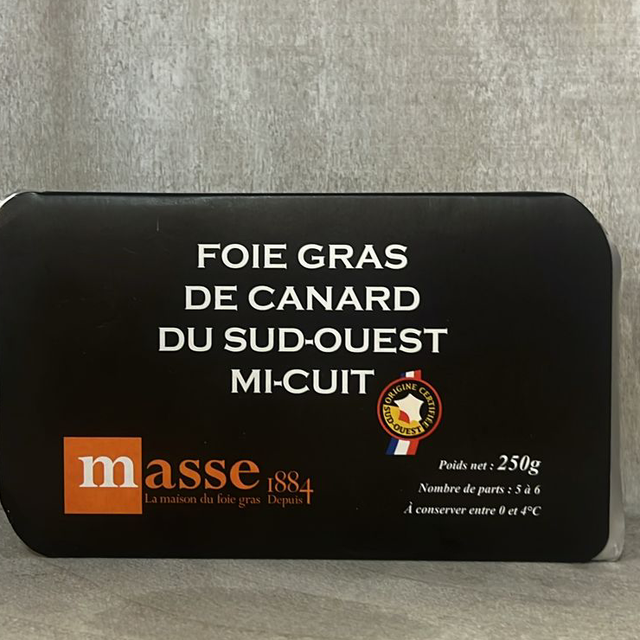 FOIE GRAS
DE CANARD
DU SUD-OUEST
MI-CUIT
ORIGINE CERTIFIÉE
SUD-OUEST
masse 1884
La maison du foie gras Depuis
Poids net : 250g
Nombre de parts : 5 à 6
À conserver entre 0 et 4°C